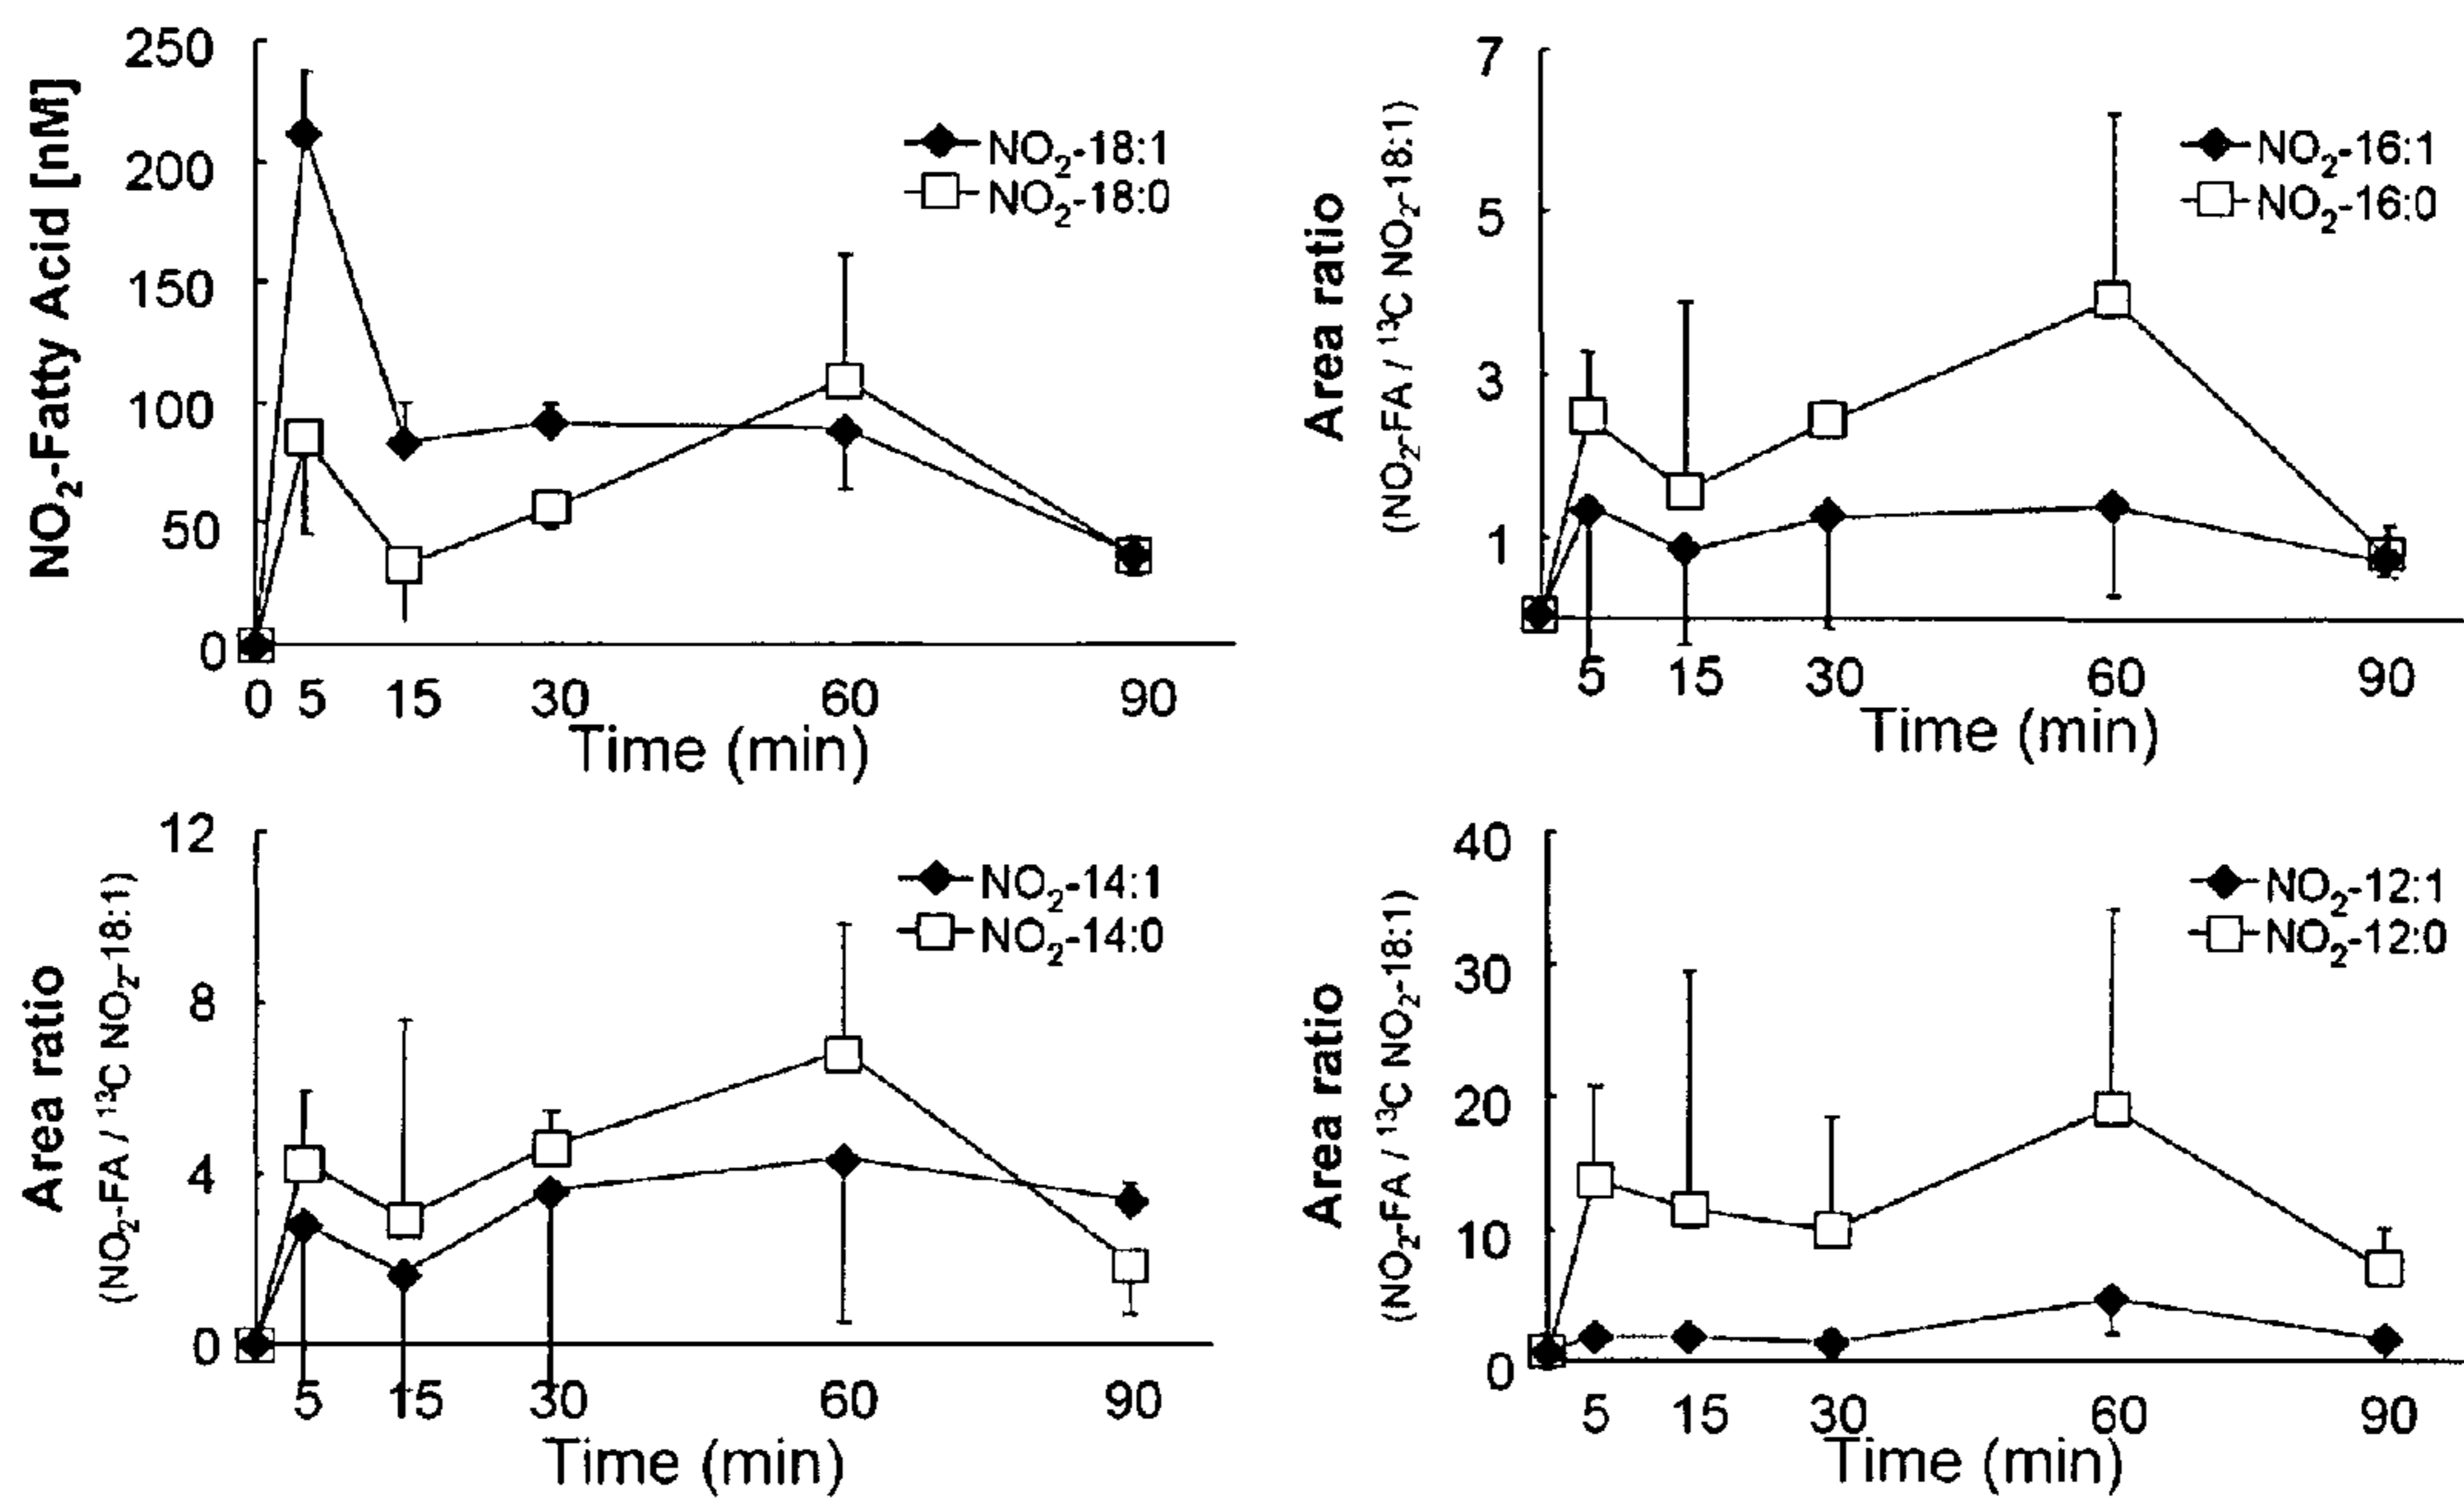 NO₂-Fatty Acid [nM]
250
200
150
100
50
0
NO₂-18:1
NO₂-18:0
0 5 15 30 60 90
Time (min)
Area ratio
(NO₂-FA / ¹³C NO₂-18:1)
7
5
3
1
NO₂-16:1
NO₂-16:0
5 15 30 60 90
Time (min)
Area ratio
(NO₂-FA / ¹³C NO₂-18:1)
12
8
4
0
NO₂-14:1
NO₂-14:0
5 15 30 60 90
Time (min)
Area ratio
(NO₂-FA / ¹³C NO₂-18:1)
40
30
20
10
0
NO₂-12:1
NO₂-12:0
5 15 30 60 90
Time (min)